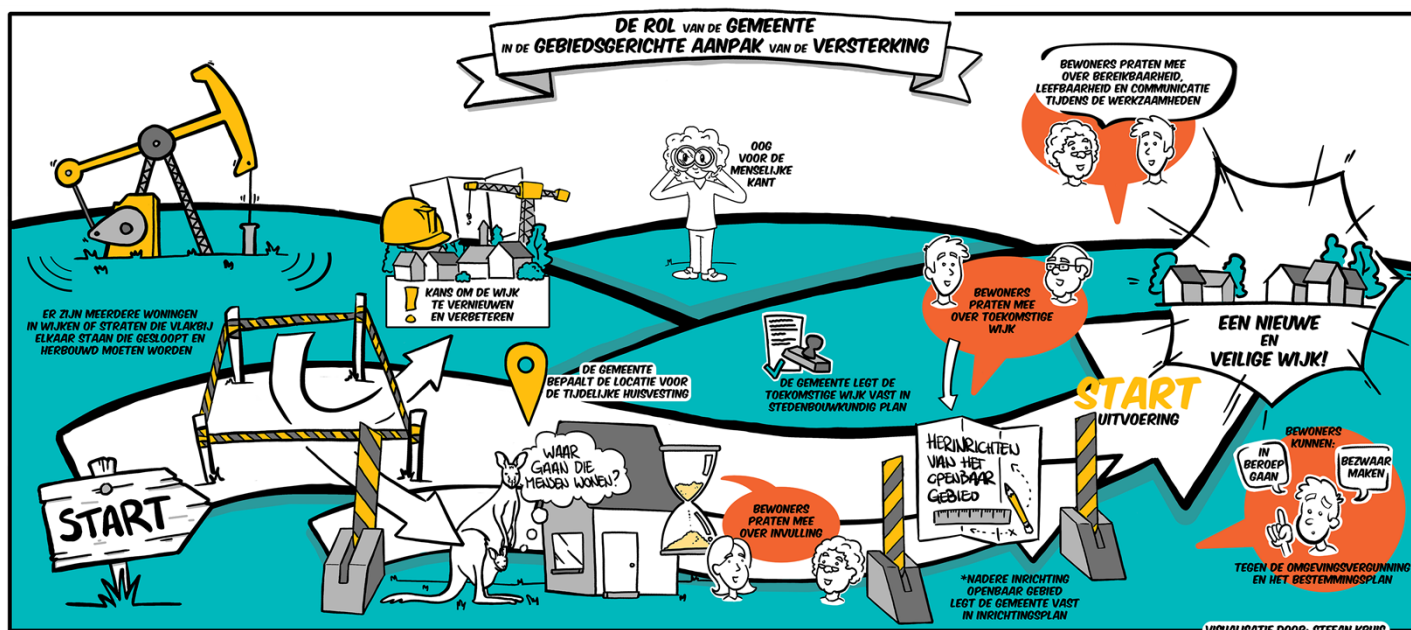 DE ROL VAN DE GEMEENTE
IN DE GEBIEDSGERICHTE AANPAK VAN DE VERSTERKING
BEWONERS PRATEN MEE
OVER BEREIKBAARHEID,
LEEFBAARHEID EN COMMUNICATIE
TIJDENS DE WERKZAAMHEDEN
OOG
VOOR DE
MENSELIJKE
KANT
KANS OM DE WIJK
TE VERNIEUWEN
EN VERBETEREN
!
ER ZIJN MEERDERE WONINGEN
IN WIJKEN OF STRATEN DIE VLAKBIJ
ELKAAR STAAN DIE GESLOOPT EN
HERBOUWD MOETEN WORDEN
BEWONERS
PRATEN MEE
OVER TOEKOMSTIGE
WIJK
EEN NIEUWE
EN
VEILIGE WIJK!
DE GEMEENTE
BEPAALT DE LOCATIE VOOR
DE TIJDELIJKE HUISVESTING
DE GEMEENTE LEGT DE
TOEKOMSTIGE WIJK VAST IN
STEDENBOUWKUNDIG PLAN
START
UITVOERING
START
WAAR
GAAN DIE
MENSEN WONEN?
BEWONERS
PRATEN MEE
OVER INVULLING
HERINRICHTEN
VAN HET
OPENBAAR
GEBIED
*NADERE INRICHTING
OPENBAAR GEBIED
LEGT DE GEMEENTE VAST
IN INRICHTINGSPLAN
BEWONERS
KUNNEN:
IN
BEROEP
GAAN
BEZWAAR
MAKEN
TEGEN DE OMGEVINGSVERGUNNING
EN HET BESTEMMINGSPLAN
VISUALISATIE DOOR: STEFAN KRUIS